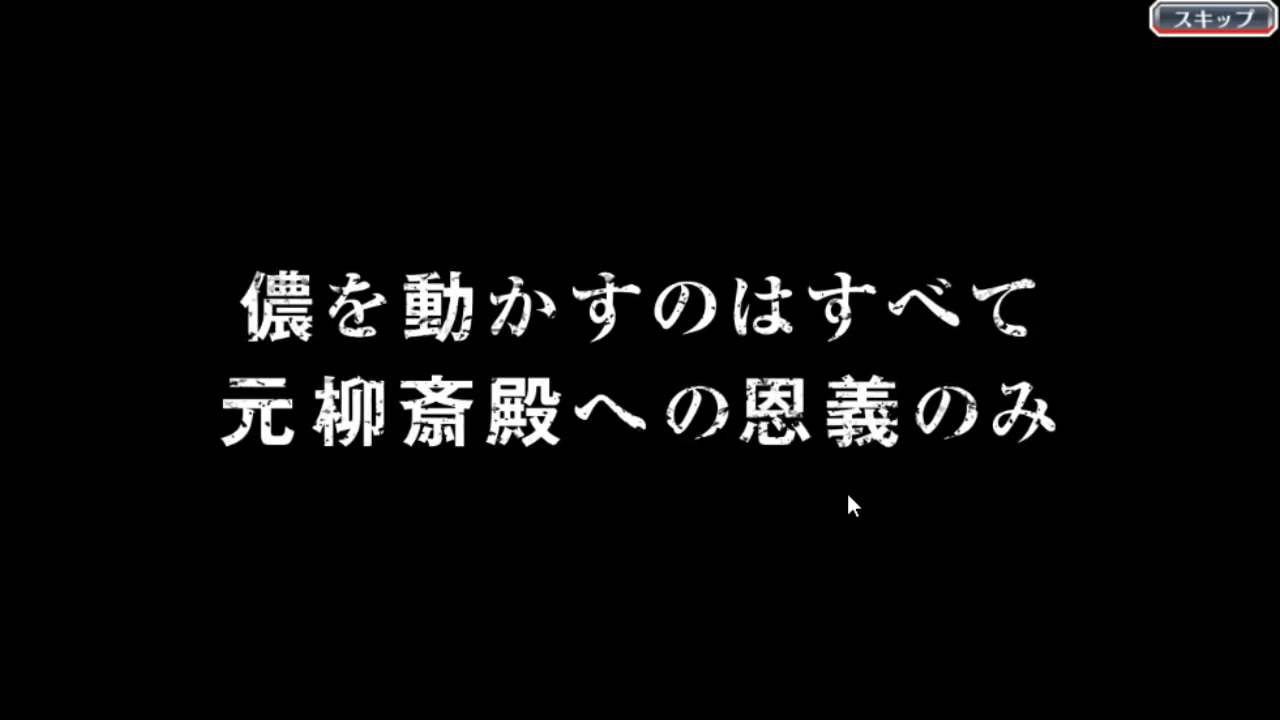 スキップ
儂を動かすのはすべて
元柳斎殿への恩義のみ